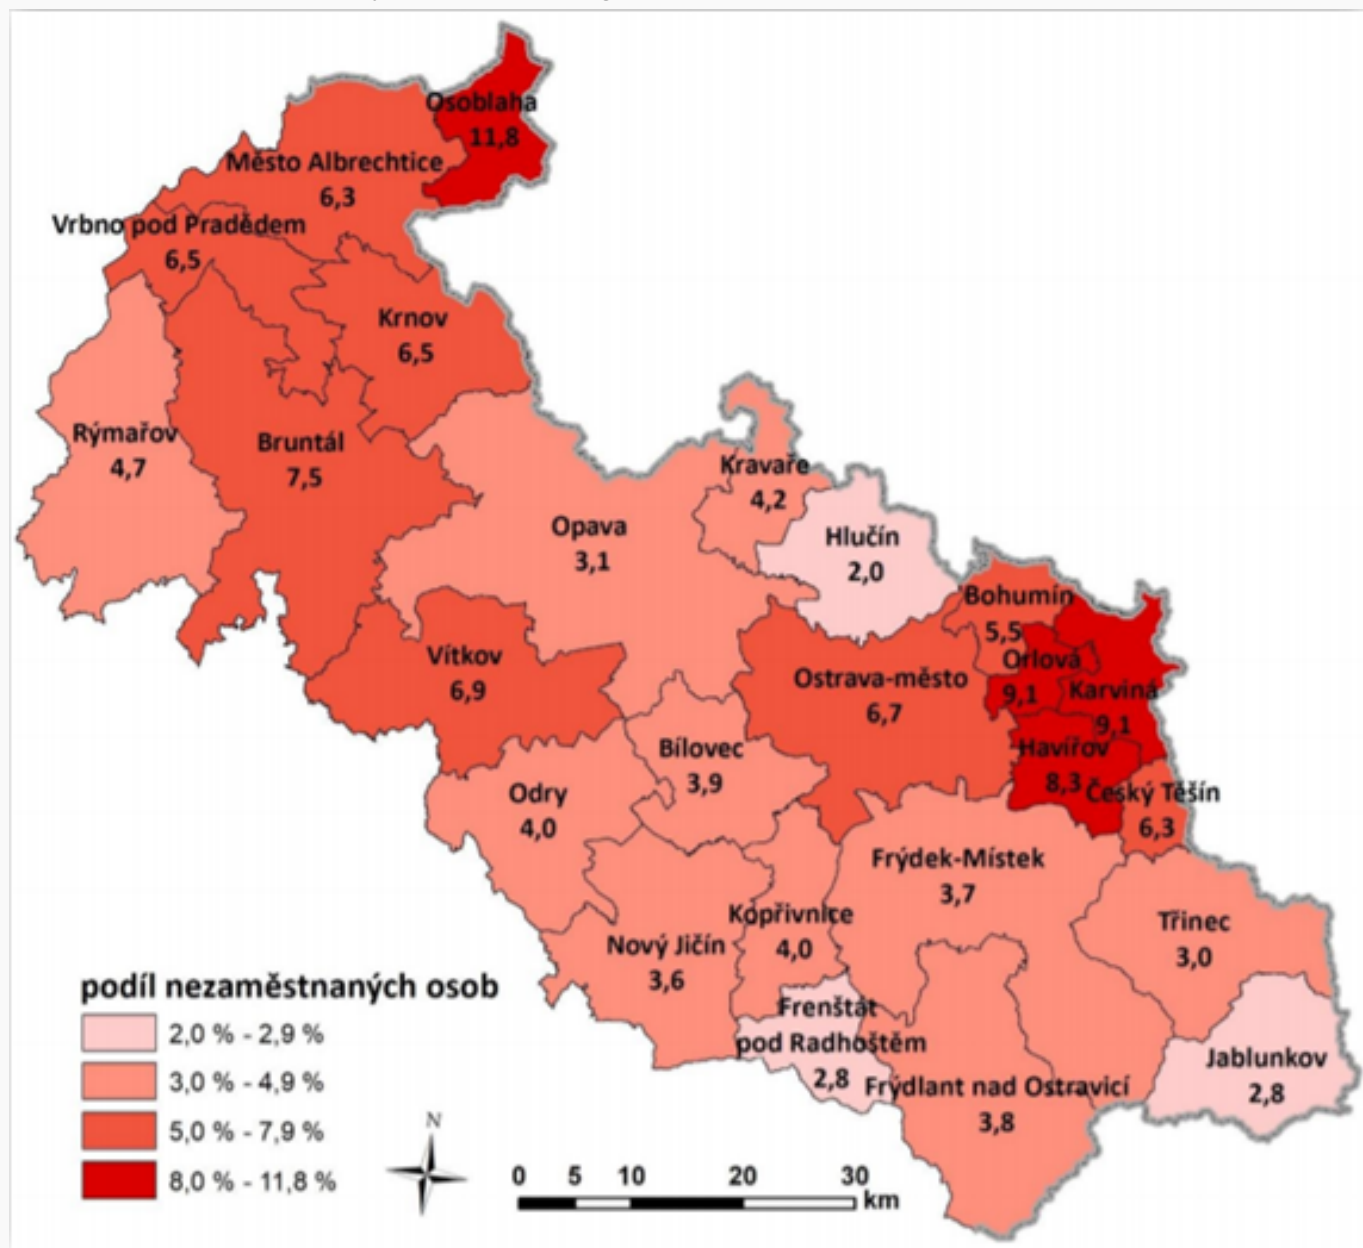 Osoblaha
11,8
Město Albrechtice
6,3
Vrbno pod Pradědem
6,5
Krnov
6,5
Rýmařov
4,7
Bruntál
7,5
Kravaře
4,2
Opava
3,1
Hlučín
2,0
Bohumín
5,5
Orlová
9,1
Karviná
9,1
Vítkov
6,9
Ostrava-město
6,7
Havířov
8,3
Český Těšín
6,3
Bílovec
3,9
Odry
4,0
Frýdek-Místek
3,7
Kopřivnice
4,0
Třinec
3,0
Nový Jičín
3,6
Frenštát
pod Radhoštěm
2,8
Frýdlant nad Ostravicí
3,8
Jablunkov
2,8
podíl nezaměstnaných osob
2,0 % - 2,9 %
3,0 % - 4,9 %
5,0 % - 7,9 %
8,0 % - 11,8 %
N
0 5 10 20 30
km